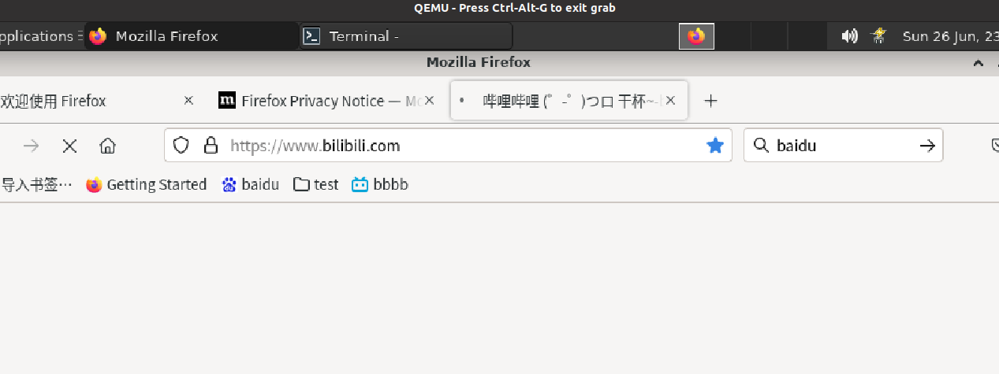 QEMU - Press Ctrl-Alt-G to exit grab
pplications Mozilla Firefox Terminal - Sun 26 Jun, 23
Mozilla Firefox
欢迎使用 Firefox Firefox Privacy Notice — Mo 哔哩哔哩 (゜-゜)つロ 干杯~-
https://www.bilibili.com baidu
导入书签… Getting Started baidu test bbbb